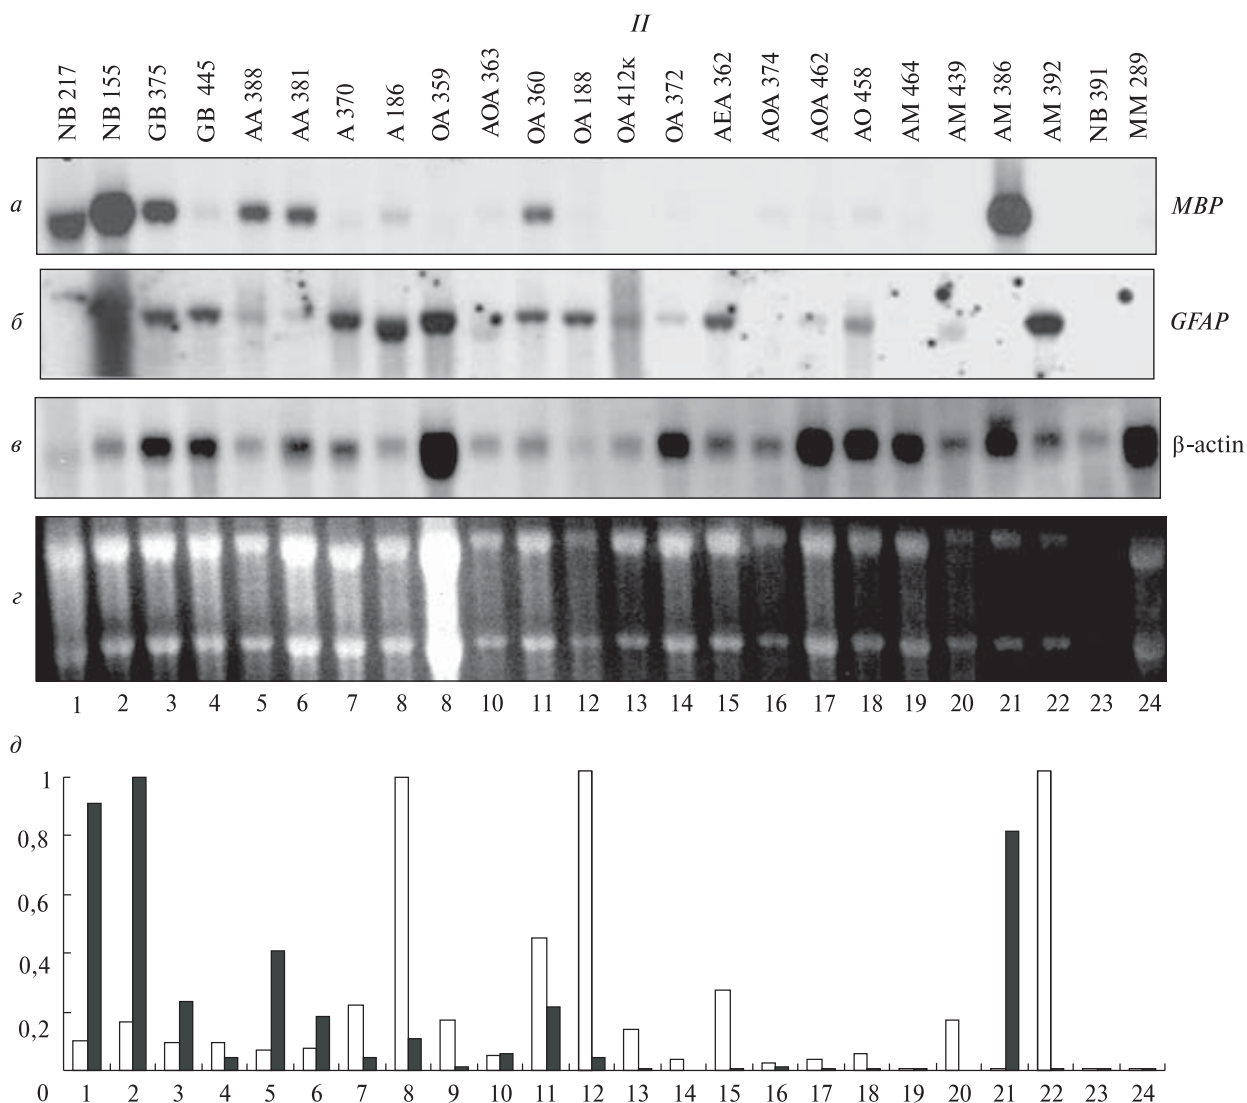 II
NB 217 NB 155 GB 375 GB 445 AA 388 AA 381 A 370 A 186 OA 359 AOA 363 OA 360 OA 188 OA 412к OA 372 AEA 362 AOA 374 AOA 462 AO 458 AM 464 AM 439 AM 386 AM 392 NB 391 MM 289
а MBP
б GFAP
в β-actin
г
1 2 3 4 5 6 7 8 8 10 11 12 13 14 15 16 17 18 19 20 21 22 23 24
д
1
0,8
0,6
0,4
0,2
0 1 2 3 4 5 6 7 8 9 10 11 12 13 14 15 16 17 18 19 20 21 22 23 24